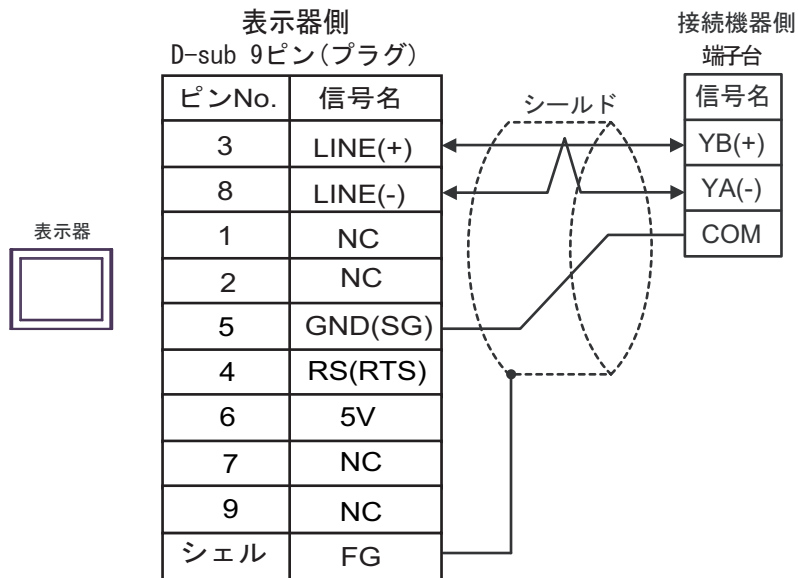 表示器側
D-sub 9ピン(プラグ)
接続機器側
端子台
ピンNo. 信号名
シールド
信号名
3 LINE(+)
YB(+)
8 LINE(-)
YA(-)
表示器
1 NC
COM
2 NC
5 GND(SG)
4 RS(RTS)
6 5V
7 NC
9 NC
シェル FG